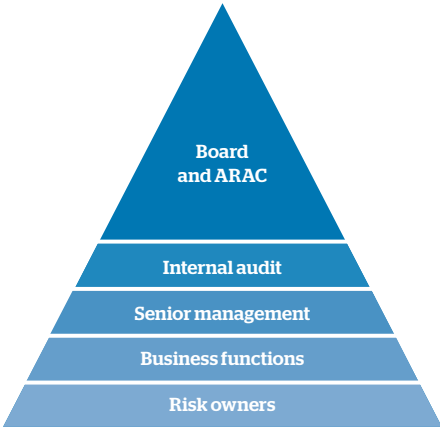 Board
and ARAC
Internal audit
Senior management
Business functions
Risk owners